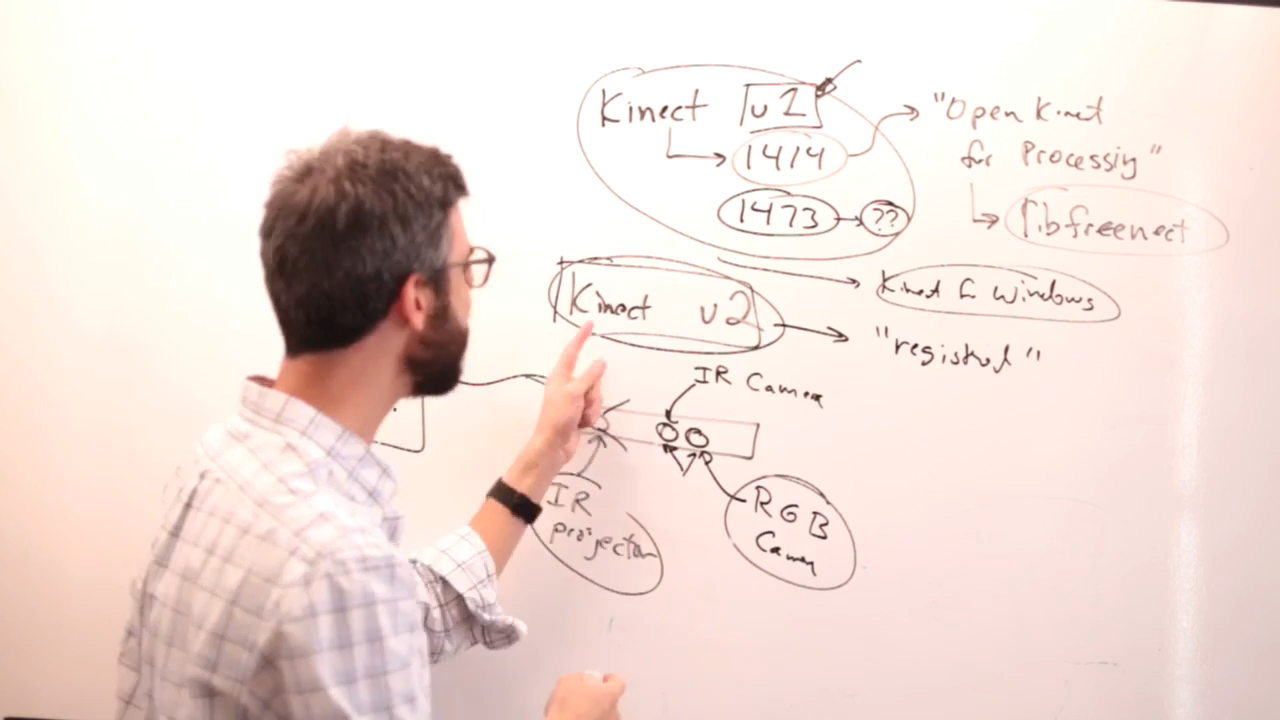 Kinect v1
1414
1473 ??
"Open Kinect
for Processing"
libfreenect
Kinect v2
Kinect for Windows
"registered"
IR Camera
IR
projector
RGB
Camera